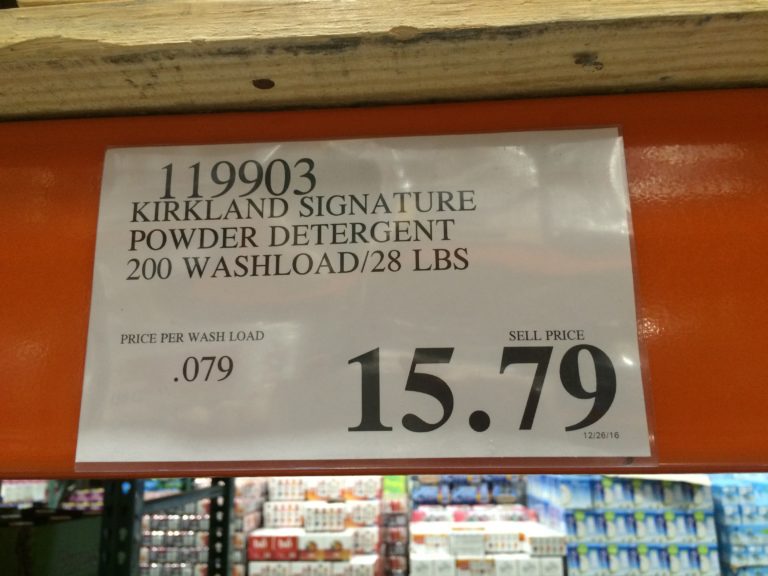 119903
KIRKLAND SIGNATURE
POWDER DETERGENT
200 WASHLOAD/28 LBS
PRICE PER WASH LOAD
.079
SELL PRICE
15.79
12/26/16